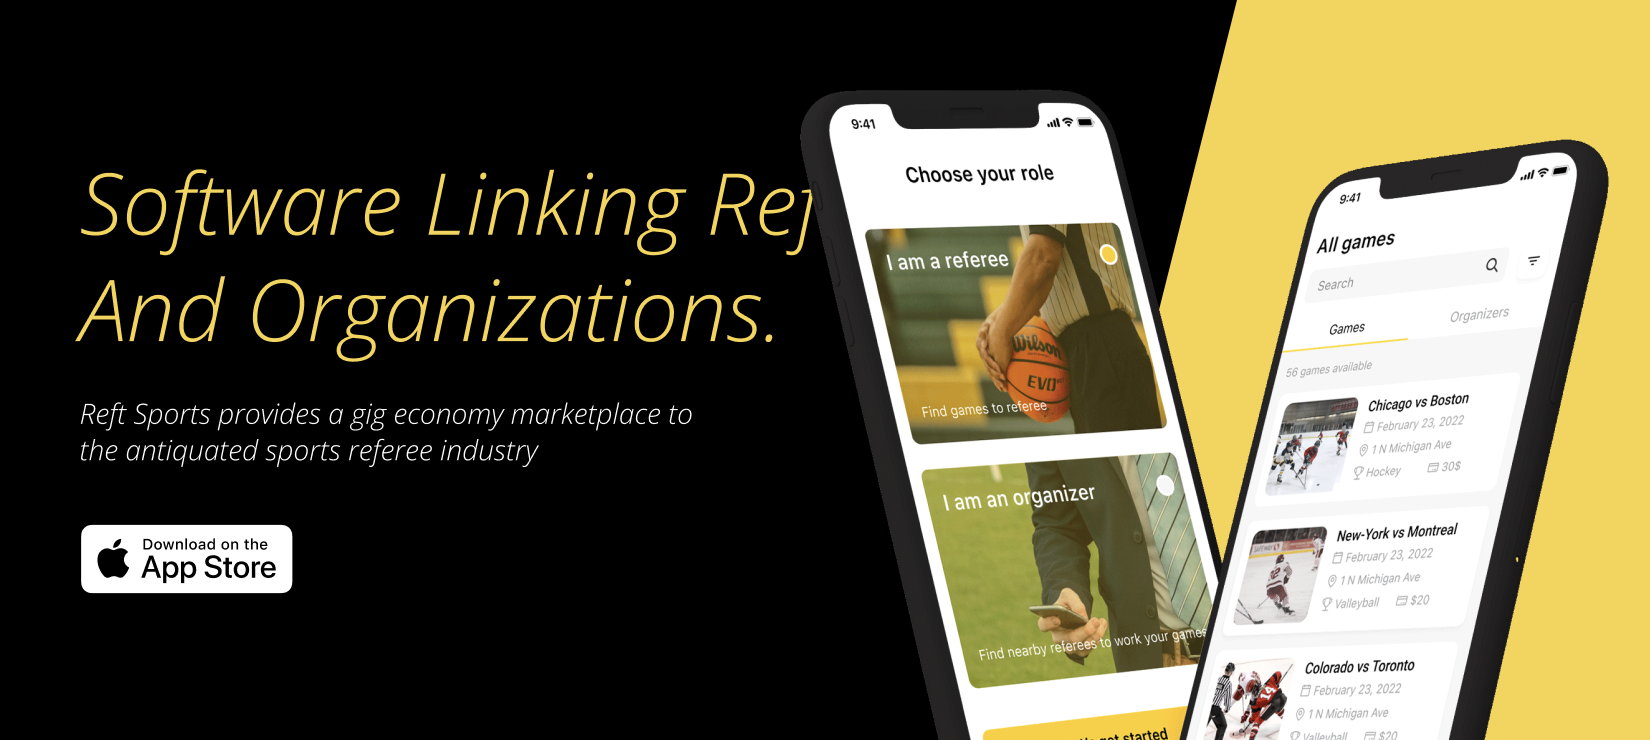 Software Linking Ref
And Organizations.
Reft Sports provides a gig economy marketplace to
the antiquated sports referee industry
Download on the
App Store
9:41
Choose your role
I am a referee
Wilson
EVO
Find games to referee
I am an organizer
Find nearby referees to work your games
get started
9:41
All games
Search
Games
Organizers
56 games available
Chicago vs Boston
February 23, 2022
1 N Michigan Ave
Hockey
30$
New-York vs Montreal
February 23, 2022
1 N Michigan Ave
Valleyball
$20
Colorado vs Toronto
February 23, 2022
1 N Michigan Ave
Valleyball
$20
14